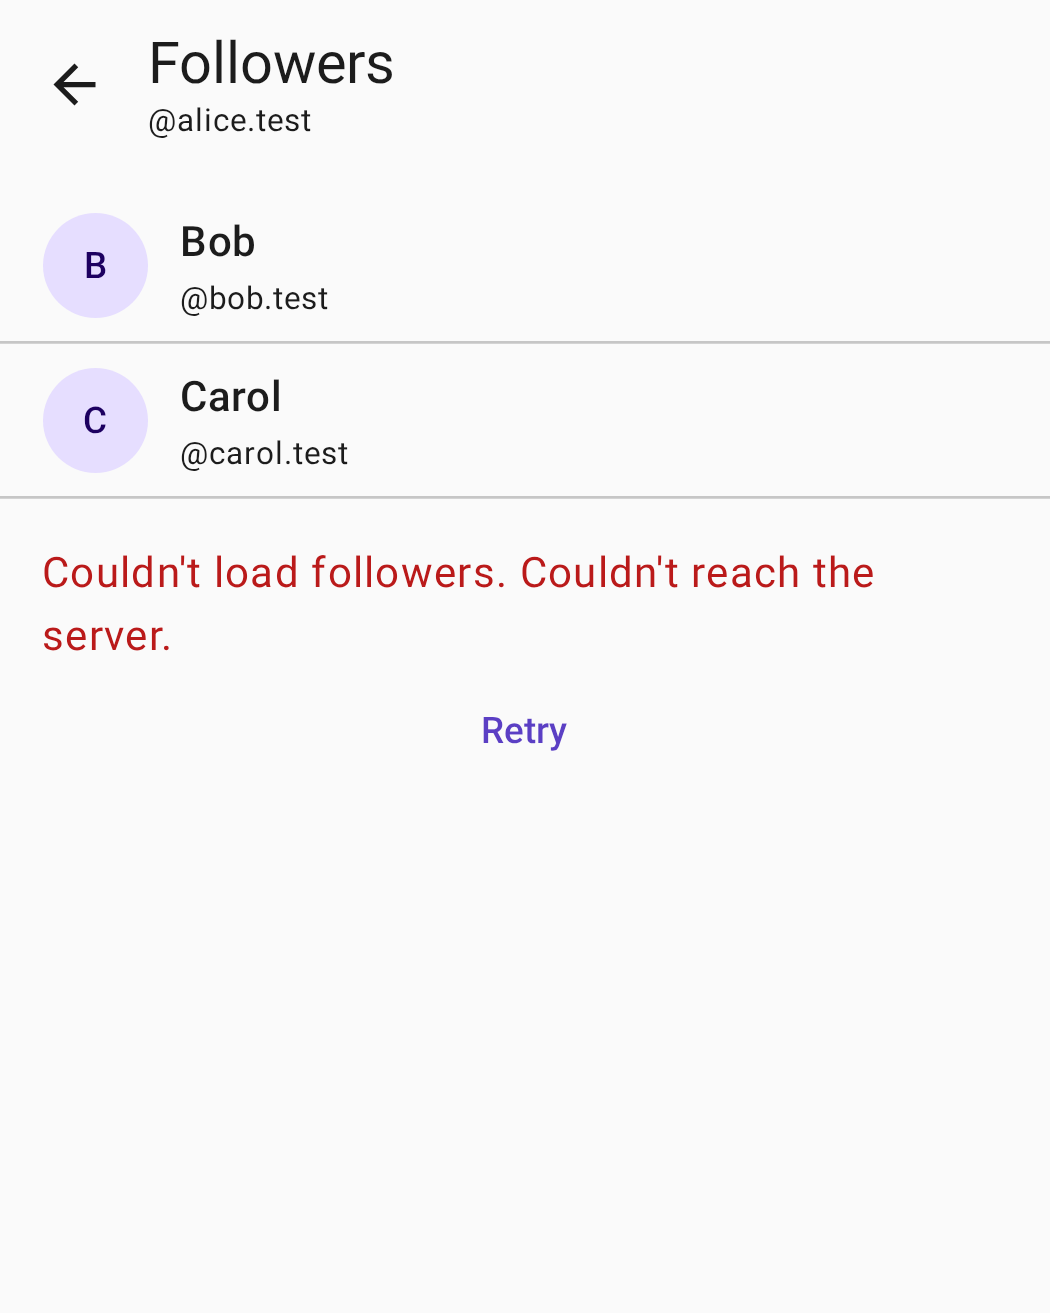 Followers
@alice.test
B
Bob
@bob.test
C
Carol
@carol.test
Couldn't load followers. Couldn't reach the
server.
Retry